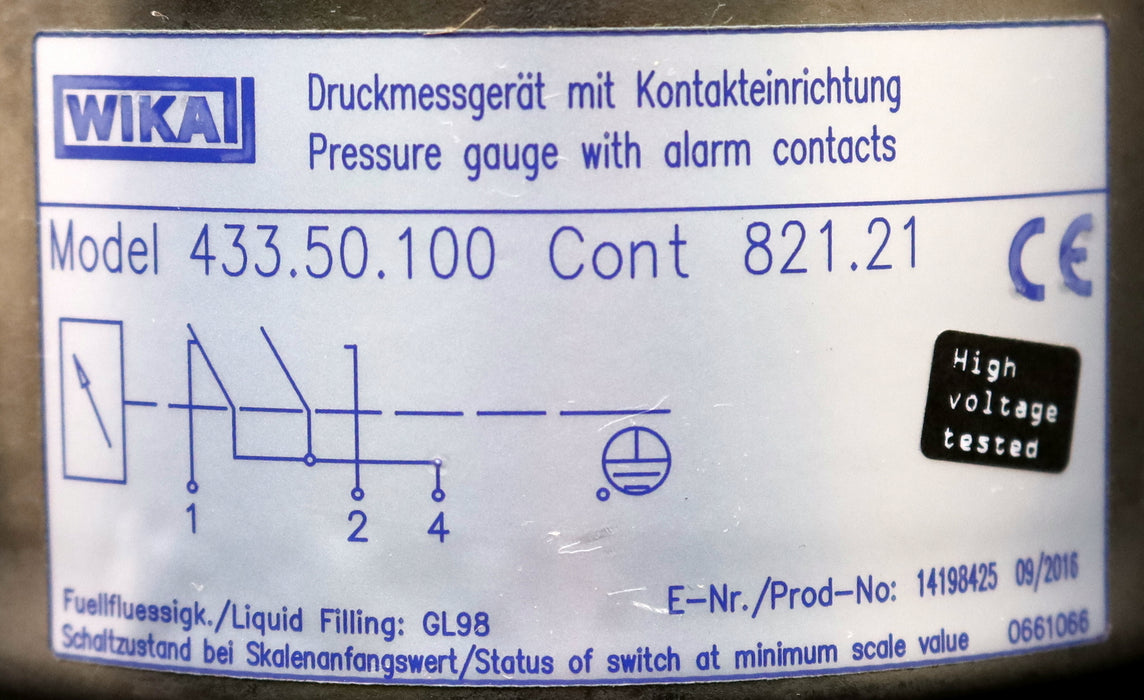 WIKA
Druckmessgerät mit Kontakteinrichtung
Pressure gauge with alarm contacts
Model 433.50.100 Cont 821.21 CE
High
voltage
tested
1 2 4
E-Nr./Prod-No: 14198425 09/2016
Fuellfluessigk./Liquid Filling: GL98
Schaltzustand bei Skalenanfangswert/Status of switch at minimum scale value 0661066